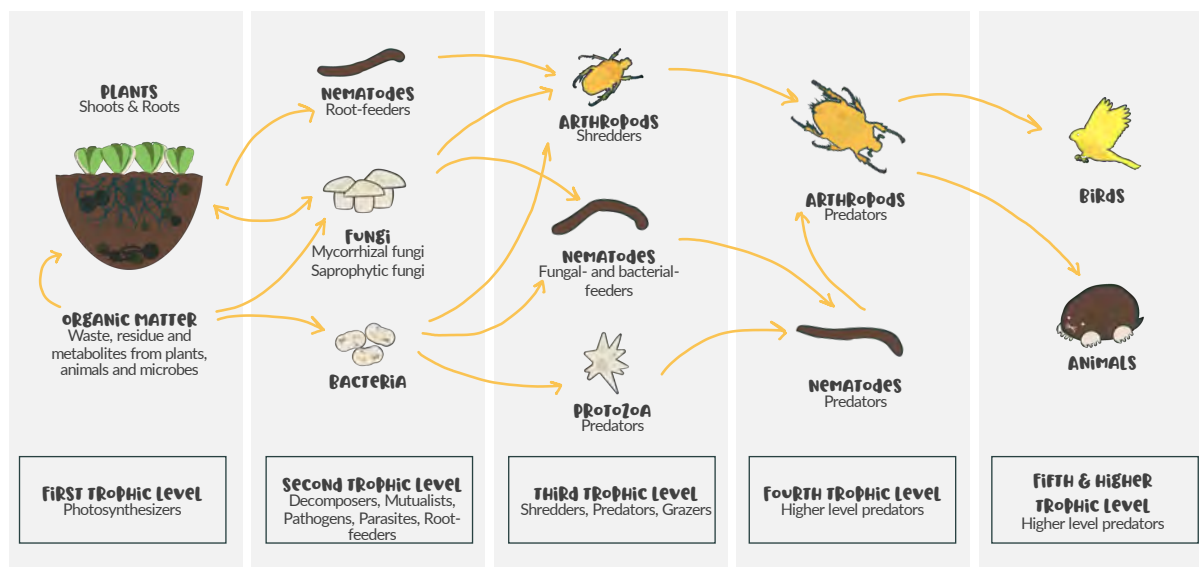 PLANTS
Shoots & Roots
ORGANIC MATTER
Waste, residue and
metabolites from plants,
animals and microbes
FIRST TROPHIC LEVEL
Photosynthesizers
NEMATODES
Root-feeders
FUNGI
Mycorrhizal fungi
Saprophytic fungi
BACTERIA
SECOND TROPHIC LEVEL
Decomposers, Mutualists,
Pathogens, Parasites, Root-
feeders
ARTHROPODS
Shredders
NEMATODES
Fungal- and bacterial-
feeders
PROTOZOA
Predators
THIRD TROPHIC LEVEL
Shredders, Predators, Grazers
ARTHROPODS
Predators
NEMATODES
Predators
FOURTH TROPHIC LEVEL
Higher level predators
BIRDS
ANIMALS
FIFTH & HIGHER
TROPHIC LEVEL
Higher level predators